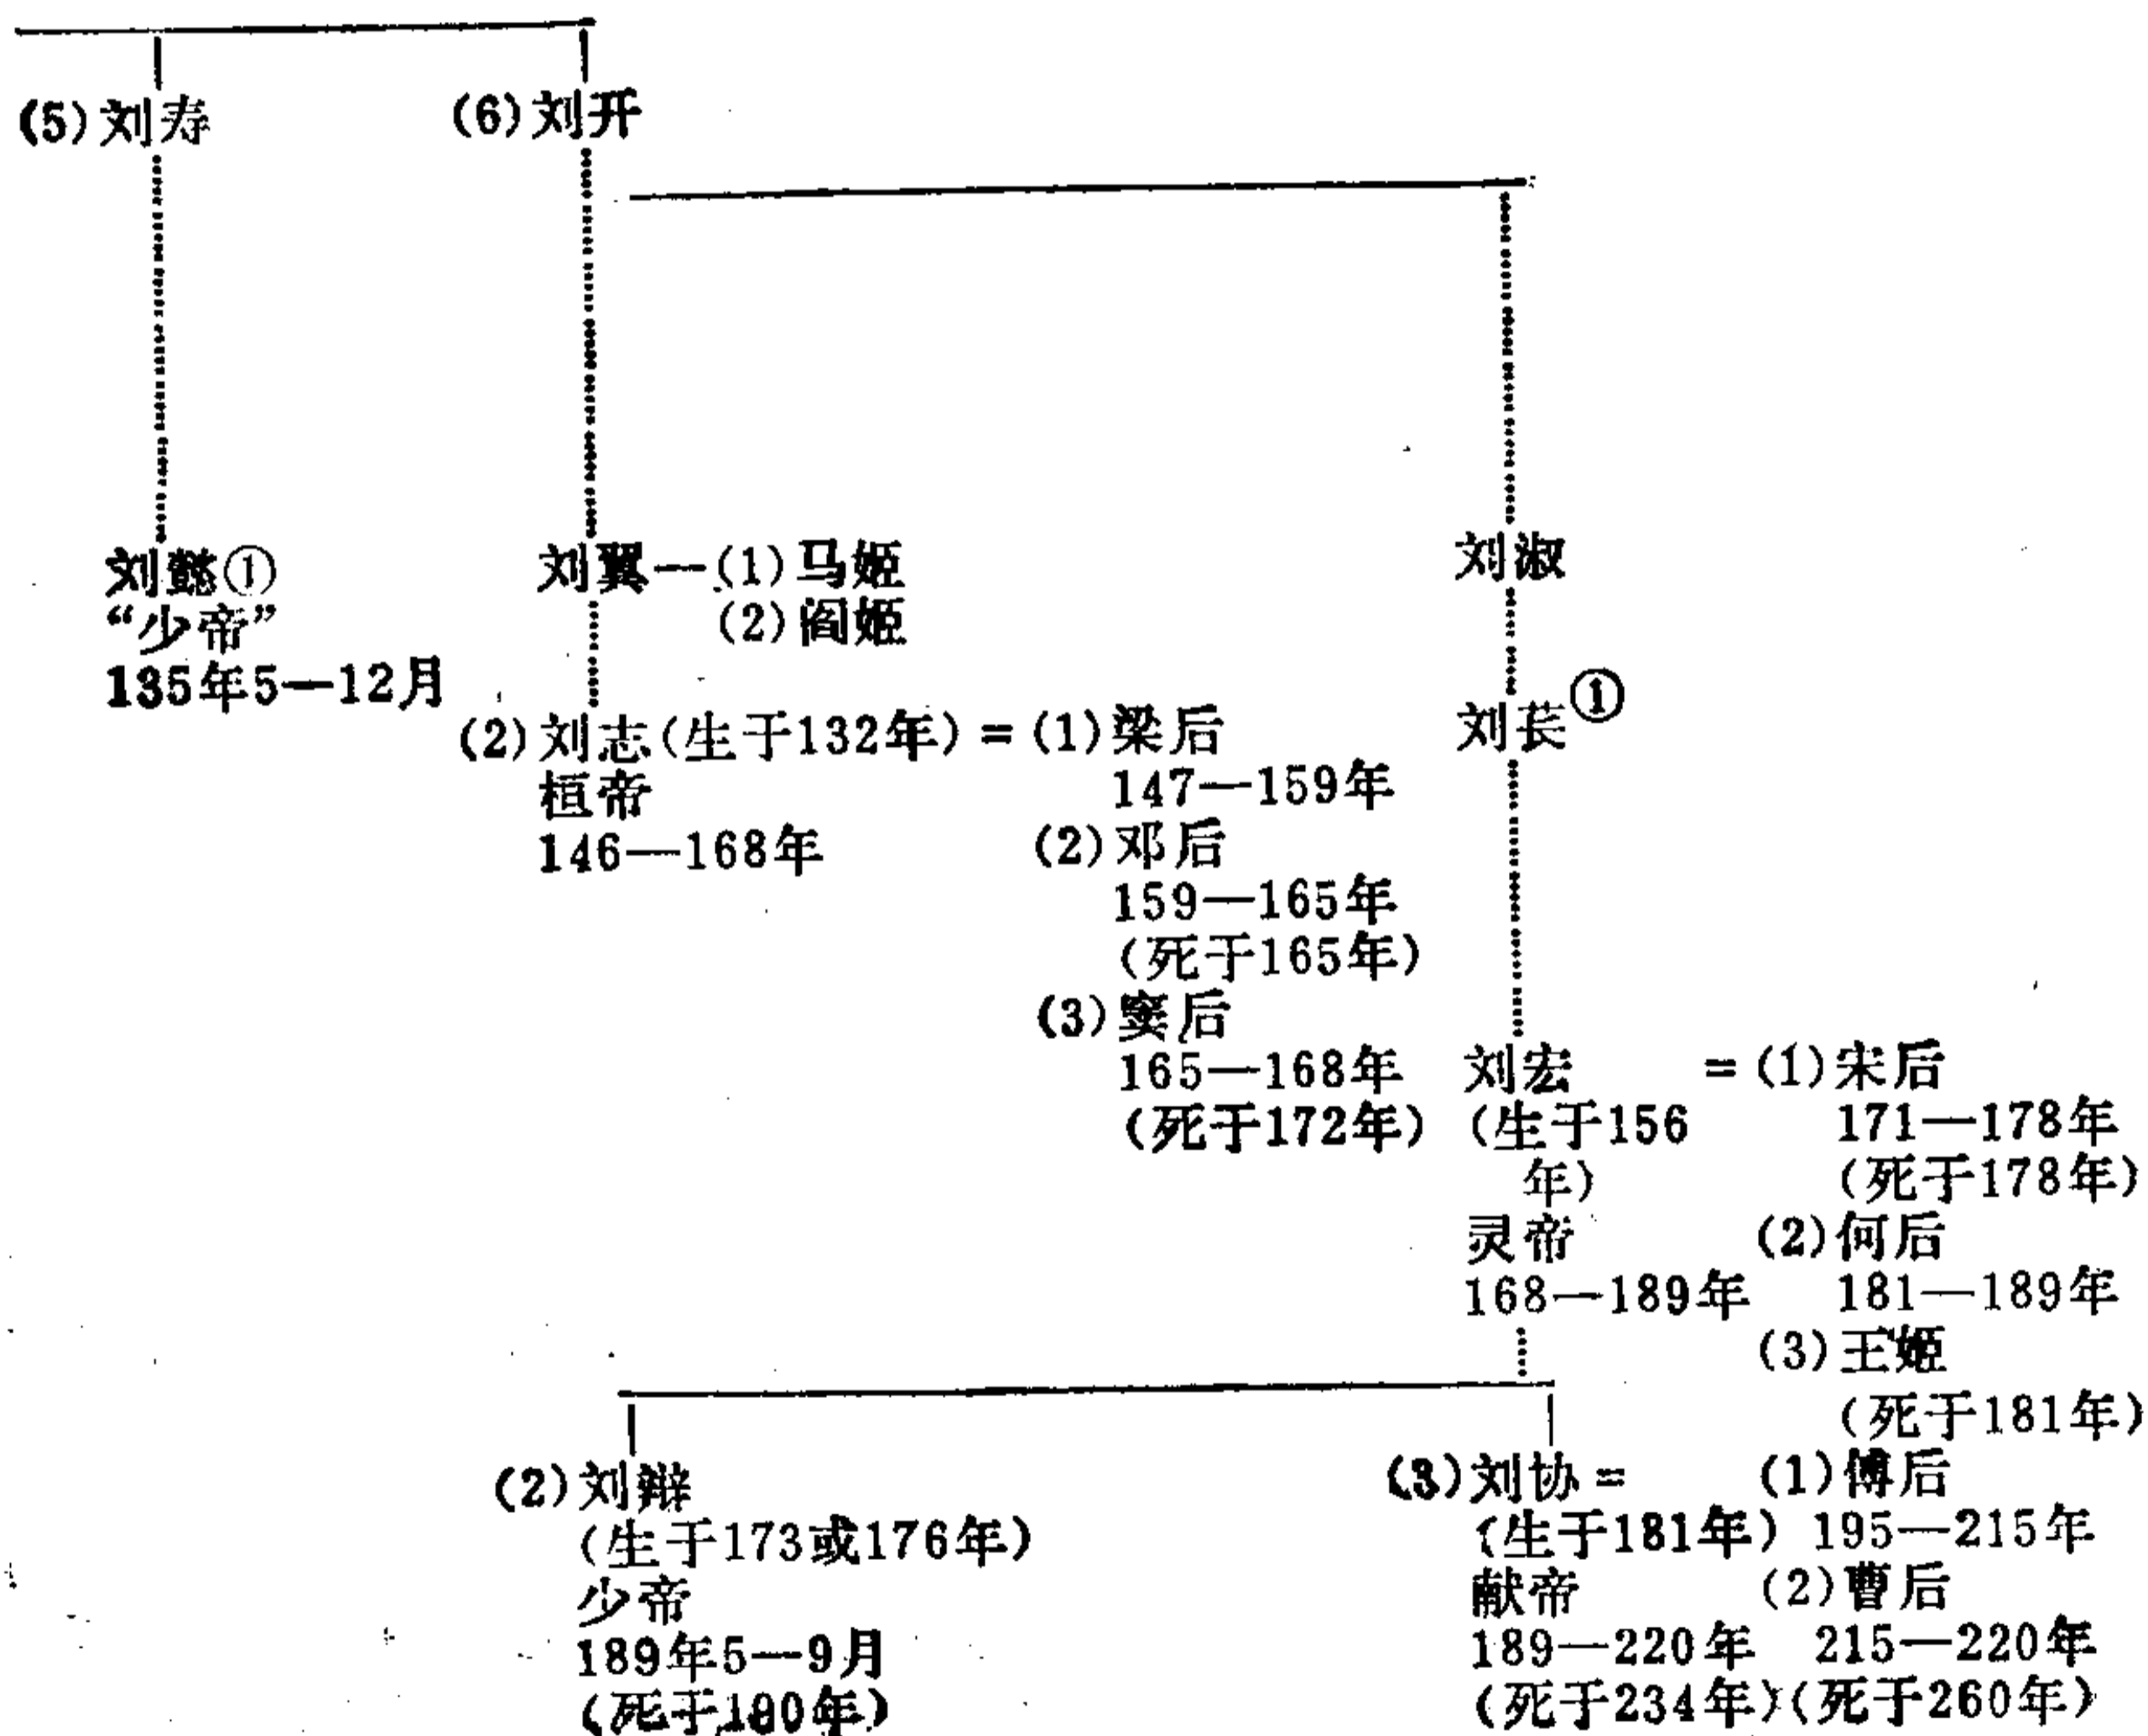 (5)刘寿
(6)刘开
刘懿①
“少帝”
135年5—12月
刘翼—(1)马姬
(2)阎姬
刘淑
(2)刘志(生于132年)=(1)梁后
桓帝
146—168年
147—159年
(2)邓后
159—165年
(死于165年)
(3)窦后
165—168年
(死于172年)
刘苌①
刘宏 =(1)宋后
(生于156
年)
灵帝
168—189年
171—178年
(死于178年)
(2)何后
181—189年
(3)王姬
(死于181年)
(2)刘辩
(生于173或176年)
少帝
189年5—9月
(死于190年)
(3)刘协= (1)傅后
(生于181年) 195—215年
献帝 (2)曹后
189—220年 215—220年
(死于234年)(死于260年)